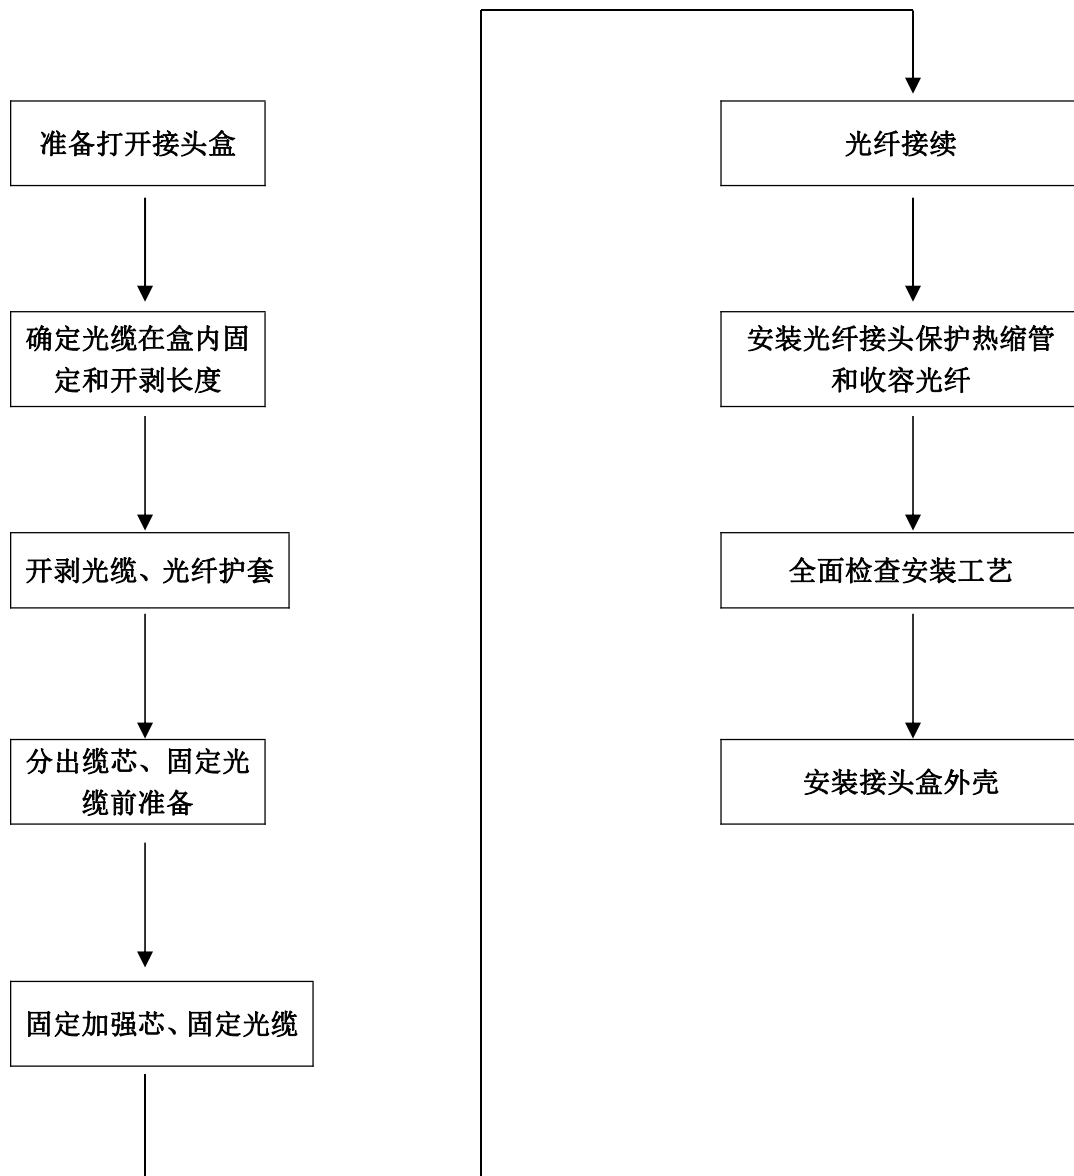 准备打开接头盒
确定光缆在盒内固
定和开剥长度
开剥光缆、光纤护套
分出缆芯、固定光
缆前准备
固定加强芯、固定光缆
光纤接续
安装光纤接头保护热缩管
和收容光纤
全面检查安装工艺
安装接头盒外壳